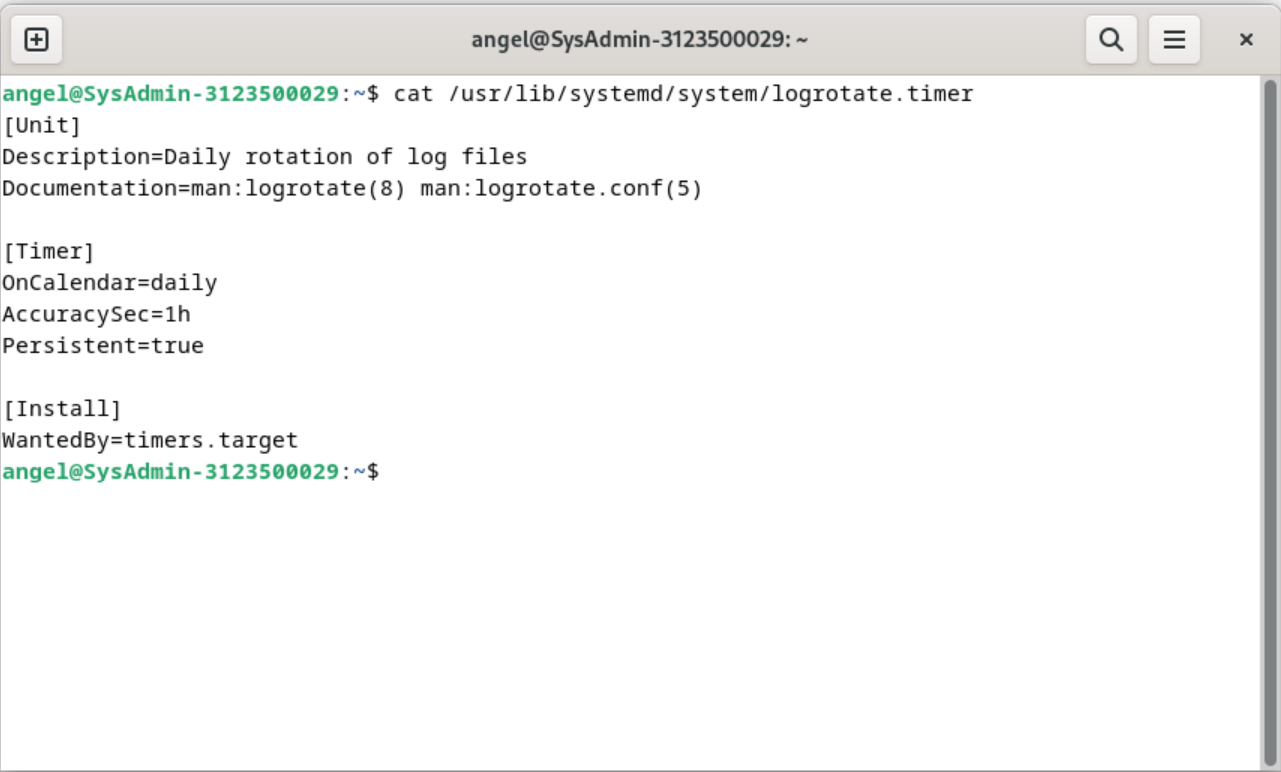 angel@SysAdmin-3123500029: ~
angel@SysAdmin-3123500029:~$ cat /usr/lib/systemd/system/logrotate.timer
[Unit]
Description=Daily rotation of log files
Documentation=man:logrotate(8) man:logrotate.conf(5)

[Timer]
OnCalendar=daily
AccuracySec=1h
Persistent=true

[Install]
WantedBy=timers.target
angel@SysAdmin-3123500029:~$